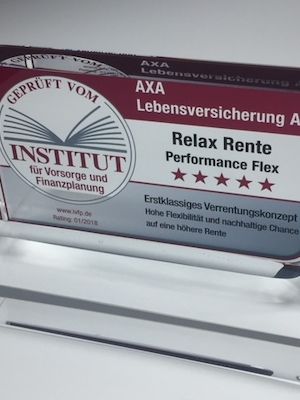 AXA
Lebensversicherung A
GEPRÜFT VOM
INSTITUT
für Vorsorge und
Finanzplanung
www.ivfp.de
Rating: 01/2018
AXA
Lebensversicherung A
Relax Rente
Performance Flex
Erstklassiges Verrentungskonzept
Hohe Flexibilität und nachhaltige Chance
auf eine höhere Rente